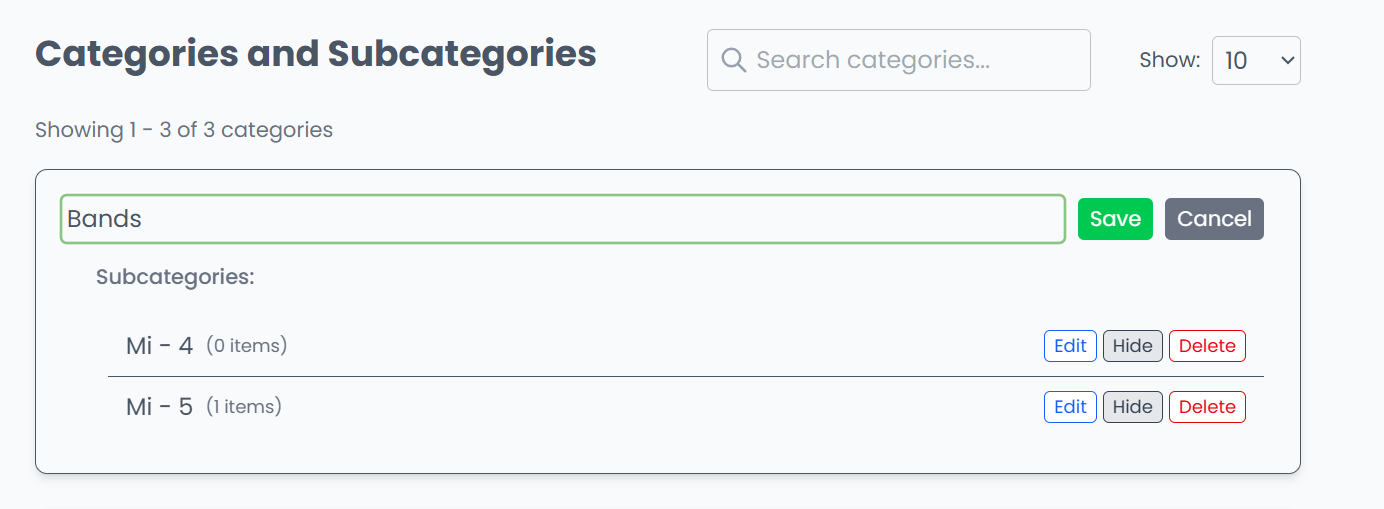 Categories and Subcategories
Search categories...
Show: 10
Showing 1 - 3 of 3 categories
Bands Save Cancel
Subcategories:
Mi - 4 (0 items) Edit Hide Delete
Mi - 5 (1 items) Edit Hide Delete